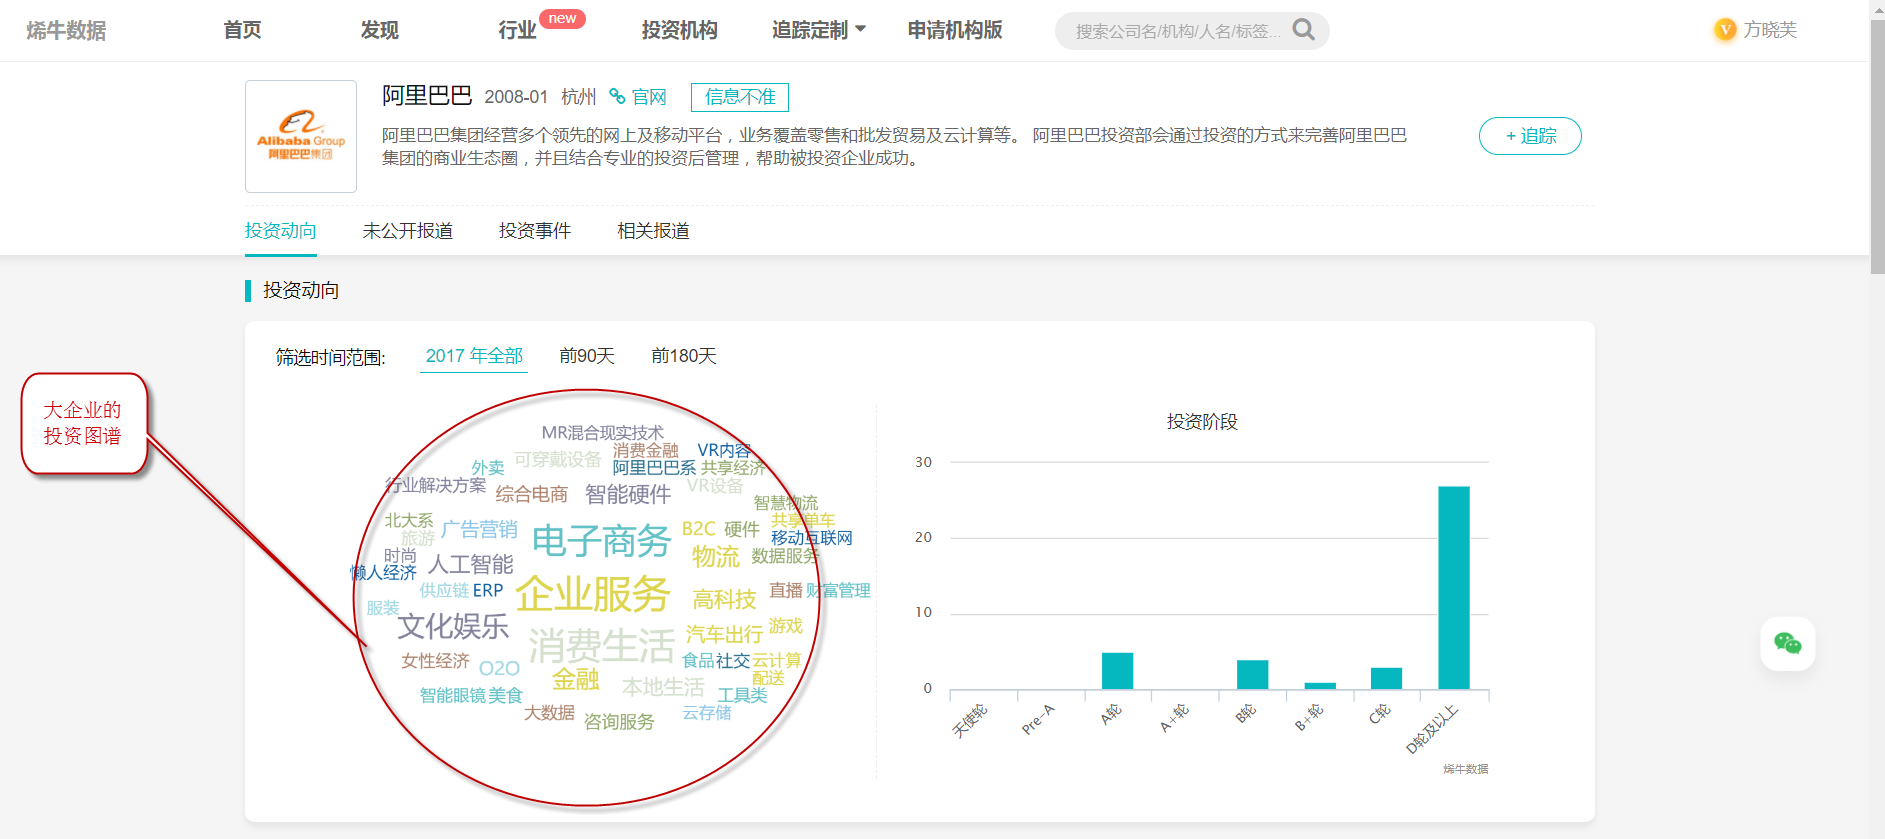 烯牛数据 首页 发现 行业 new 投资机构 追踪定制 申请机构版 搜索公司名/机构/人名/标签... V 方晓芙
Alibaba Group
阿里巴巴集团
阿里巴巴 2008-01 杭州 官网 信息不准
阿里巴巴集团经营多个领先的网上及移动平台，业务覆盖零售和批发贸易及云计算等。 阿里巴巴投资部会通过投资的方式来完善阿里巴巴
集团的商业生态圈，并且结合专业的投资后管理，帮助被投资企业成功。
+ 追踪
投资动向 未公开报道 投资事件 相关报道
投资动向
筛选时间范围: 2017 年全部 前90天 前180天
大企业的
投资图谱
MR混合现实技术
可穿戴设备 消费金融 VR内容
外卖 阿里巴巴系 共享经济
行业解决方案 综合电商 智能硬件 VR设备
智慧物流
北大系 广告营销 电子商务 B2C 硬件 共享单车
旅游 移动互联网
时尚 人工智能 物流 数据服务
懒人经济
供应链 ERP 企业服务 高科技 直播 财富管理
服装
文化娱乐 消费生活 汽车出行 游戏
女性经济 O2O 食品 社交 云计算
金融 本地生活 配送
智能眼镜 美食 工具类
大数据 咨询服务 云存储
投资阶段
30
20
10
0
天使轮 Pre-A A轮 A+轮 B轮 B+轮 C轮 D轮及以上
烯牛数据